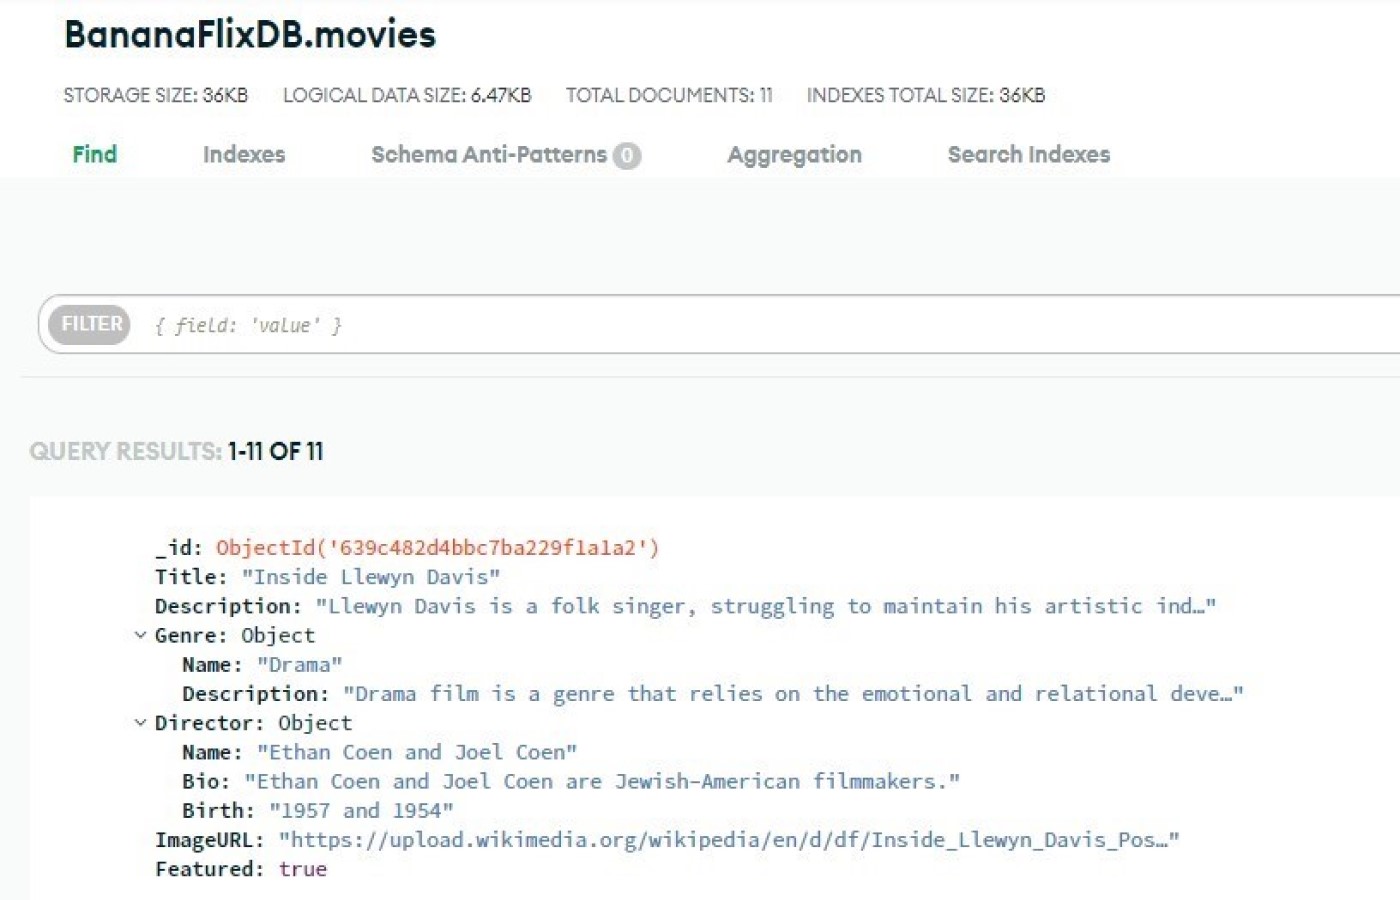 BananaFlixDB.movies
STORAGE SIZE: 36KB LOGICAL DATA SIZE: 6.47KB TOTAL DOCUMENTS: 11 INDEXES TOTAL SIZE: 36KB
Find Indexes Schema Anti-Patterns 0 Aggregation Search Indexes
FILTER { field: 'value' }
QUERY RESULTS: 1-11 OF 11
_id: ObjectId('639c482d4bbc7ba229f1a1a2')
Title: "Inside Llewyn Davis"
Description: "Llewyn Davis is a folk singer, struggling to maintain his artistic ind…"
Genre: Object
Name: "Drama"
Description: "Drama film is a genre that relies on the emotional and relational deve…"
Director: Object
Name: "Ethan Coen and Joel Coen"
Bio: "Ethan Coen and Joel Coen are Jewish-American filmmakers."
Birth: "1957 and 1954"
ImageURL: "https://upload.wikimedia.org/wikipedia/en/d/df/Inside_Llewyn_Davis_Pos…"
Featured: true